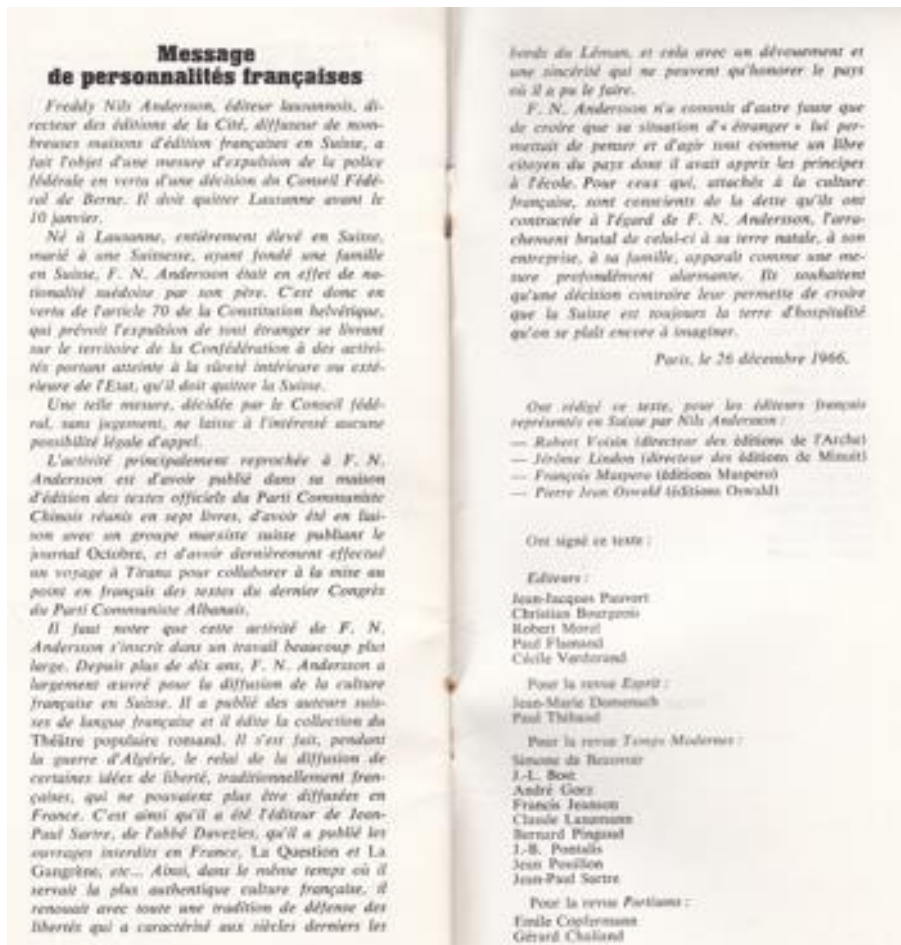 Message
de personnalités françaises
Freddy Nils Andersson, éditeur lausannois, di-
recteur des éditions de la Cité, diffuseur de nom-
breuses maisons d'édition françaises en Suisse, a
fait l'objet d'une mesure d'expulsion de la police
fédérale en vertu d'une décision du Conseil Fédé-
ral de Berne. Il doit quitter Lausanne avant le
10 janvier.
Né à Lausanne, entièrement élevé en Suisse,
marié à une Suissesse, ayant fondé une famille
en Suisse, F. N. Andersson était en effet de na-
tionalité suédoise par son père. C'est donc en
vertu de l'article 70 de la Constitution helvétique,
qui prévoit l'expulsion de tout étranger se livrant
sur le territoire de la Confédération à des activi-
tés portant atteinte à la sûreté intérieure ou exté-
rieure de l'Etat, qu'il doit quitter la Suisse.
Une telle mesure, décidée par le Conseil fédé-
ral, sans jugement, ne laisse à l'intéressé aucune
possibilité légale d'appel.
L'activité principalement reprochée à F. N.
Andersson est d'avoir publié dans sa maison
d'édition des textes officiels du Parti Communiste
Chinois réunis en sept livres, d'avoir été en liai-
son avec un groupe marxiste suisse publiant le
journal Octobre, et d'avoir dernièrement effectué
un voyage à Tirana pour collaborer à la mise au
point en français des textes du dernier Congrès
du Parti Communiste Albanais.
Il faut noter que cette activité de F. N.
Andersson s'inscrit dans un travail beaucoup plus
large. Depuis plus de dix ans, F. N. Andersson a
largement œuvré pour la diffusion de la culture
française en Suisse. Il a publié des auteurs suis-
ses de langue française et il édite la collection du
Théâtre populaire romand. Il s'est fait, pendant
la guerre d'Algérie, le relai de la diffusion de
certaines idées de liberté, traditionnellement fran-
çaises, qui ne pouvaient plus être diffusées en
France. C'est ainsi qu'il a été l'éditeur de Jean-
Paul Sartre, de l'abbé Davezies, qu'il a publié les
ouvrages interdits en France, La Question et La
Gangrène, etc... Ainsi, dans le même temps où il
servait la plus authentique culture française, il
renouait avec toute une tradition de défense des
libertés qui a caractérisé aux siècles derniers les
bords du Léman, et cela avec un dévouement et
une sincérité qui ne peuvent qu'honorer le pays
où il a pu le faire.
F. N. Andersson n'a commis d'autre faute que
de croire que sa situation d'« étranger » lui per-
mettait de penser et d'agir tout comme un libre
citoyen du pays dont il avait appris les principes
à l'école. Pour ceux qui, attachés à la culture
française, sont conscients de la dette qu'ils ont
contractée à l'égard de F. N. Andersson, l'arra-
chement brutal de celui-ci à sa terre natale, à son
entreprise, à sa famille, apparaît comme une me-
sure profondément alarmante. Ils souhaitent
qu'une décision contraire leur permette de croire
que la Suisse est toujours la terre d'hospitalité
qu'on se plaît encore à imaginer.
Paris, le 26 décembre 1966.
Ont rédigé ce texte, pour les éditeurs français
représentés en Suisse par Nils Andersson :
— Robert Voisin (directeur des éditions de l'Arche)
— Jérôme Lindon (directeur des éditions de Minuit)
— François Maspero (éditions Maspero)
— Pierre Jean Oswald (éditions Oswald)
Ont signé ce texte :
Editeurs :
Jean-Jacques Pauvert
Christian Bourgois
Robert Morel
Paul Flamand
Cécile Verdurand
Pour la revue Esprit :
Jean-Marie Domenach
Paul Thibaud
Pour la revue Temps Modernes :
Simone de Beauvoir
J.-L. Bost
André Gorz
Francis Jeanson
Claude Lanzmann
Bernard Pingaud
J.-B. Pontalis
Jean Pouillon
Jean-Paul Sartre
Pour la revue Partisans :
Emile Copfermann
Gérard Chaliand